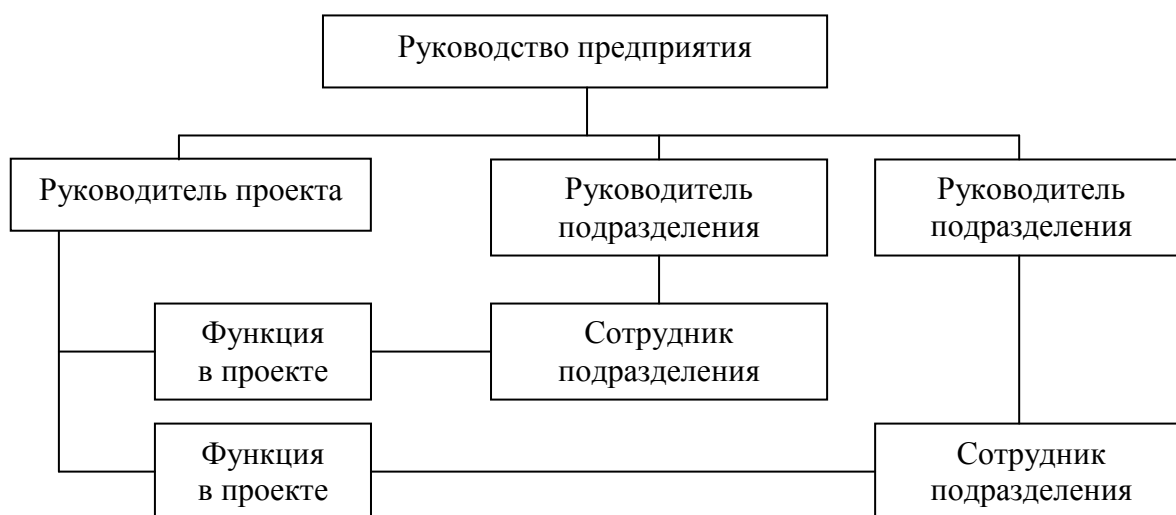 Руководство предприятия
Руководитель проекта
Руководитель
подразделения
Руководитель
подразделения
Функция
в проекте
Сотрудник
подразделения
Функция
в проекте
Сотрудник
подразделения